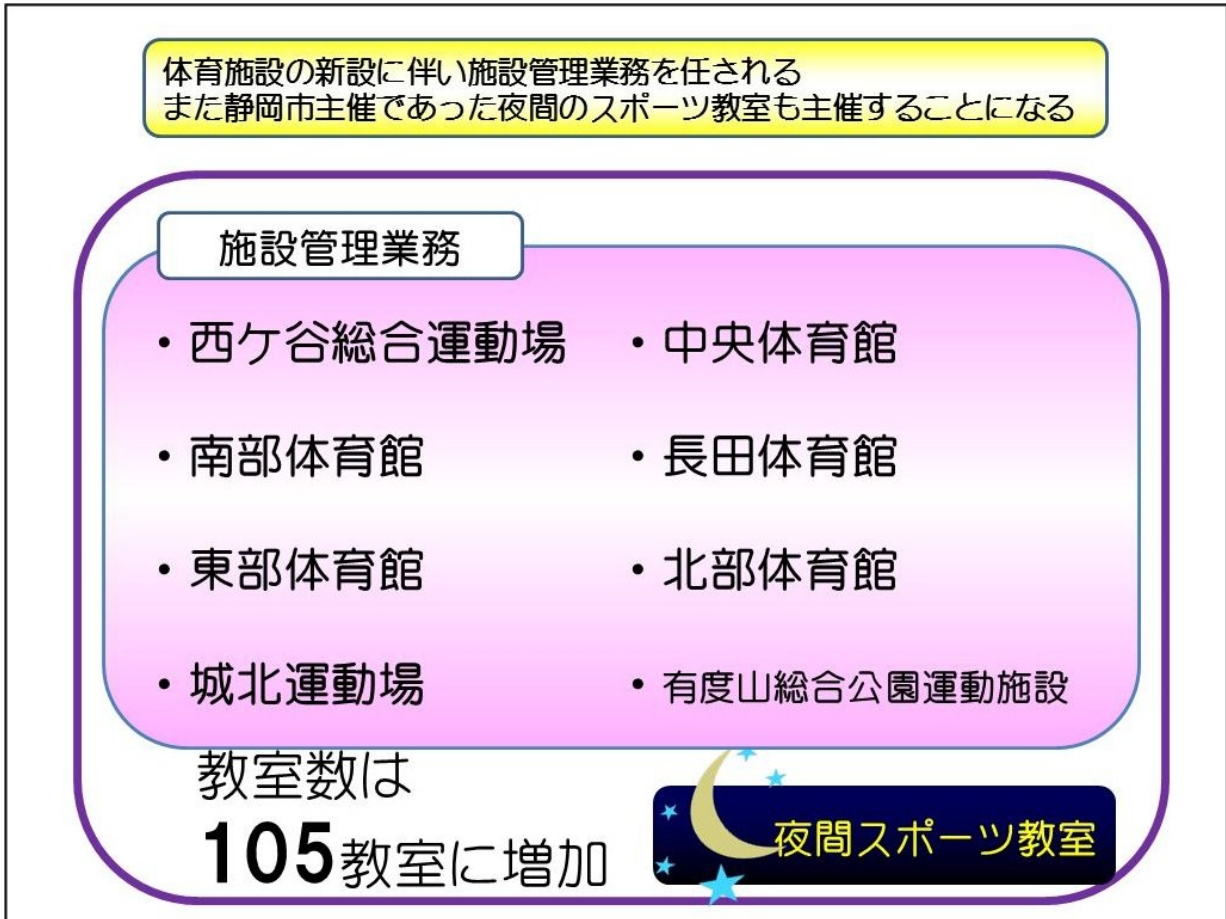 体育施設の新設に伴い施設管理業務を任される
また静岡市主催であった夜間のスポーツ教室も主催することになる
施設管理業務
・西ケ谷総合運動場
・中央体育館
・南部体育館
・長田体育館
・東部体育館
・北部体育館
・城北運動場
・有度山総合公園運動施設
教室数は
105教室に増加
夜間スポーツ教室